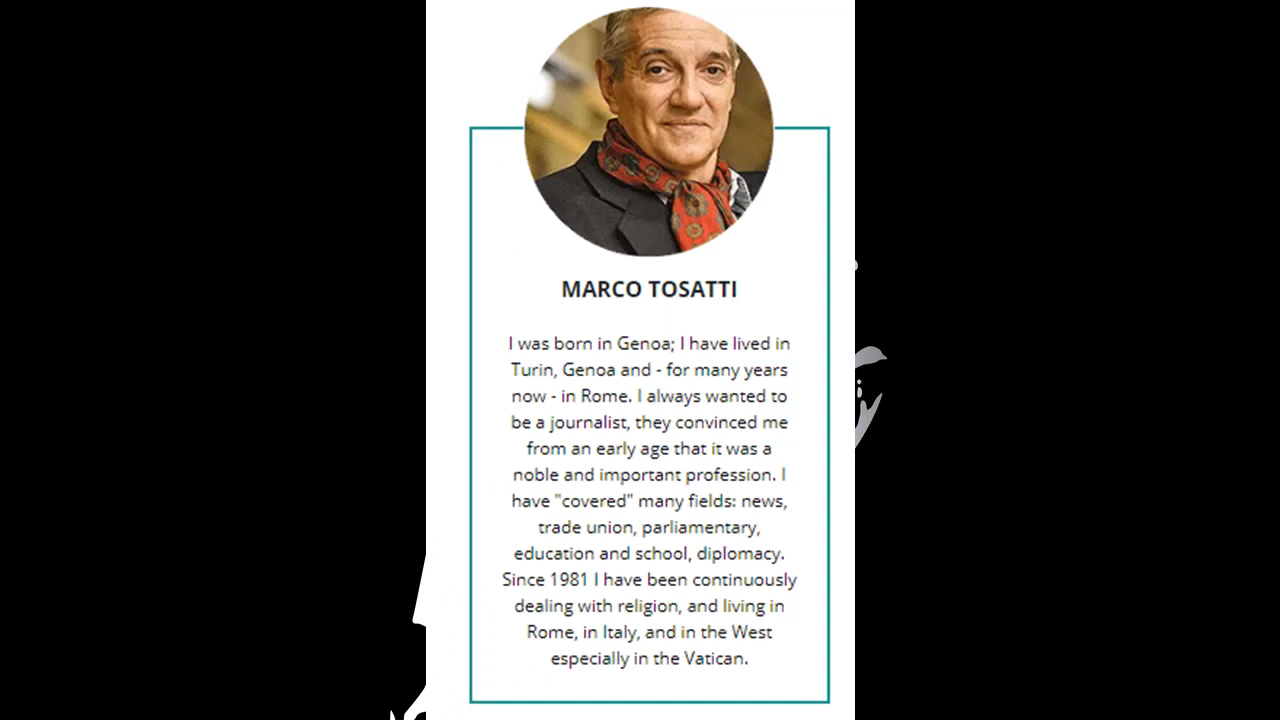 MARCO TOSATTI
I was born in Genoa; I have lived in
Turin, Genoa and - for many years
now - in Rome. I always wanted to
be a journalist, they convinced me
from an early age that it was a
noble and important profession. I
have "covered" many fields: news,
trade union, parliamentary,
education and school, diplomacy.
Since 1981 I have been continuously
dealing with religion, and living in
Rome, in Italy, and in the West
especially in the Vatican.